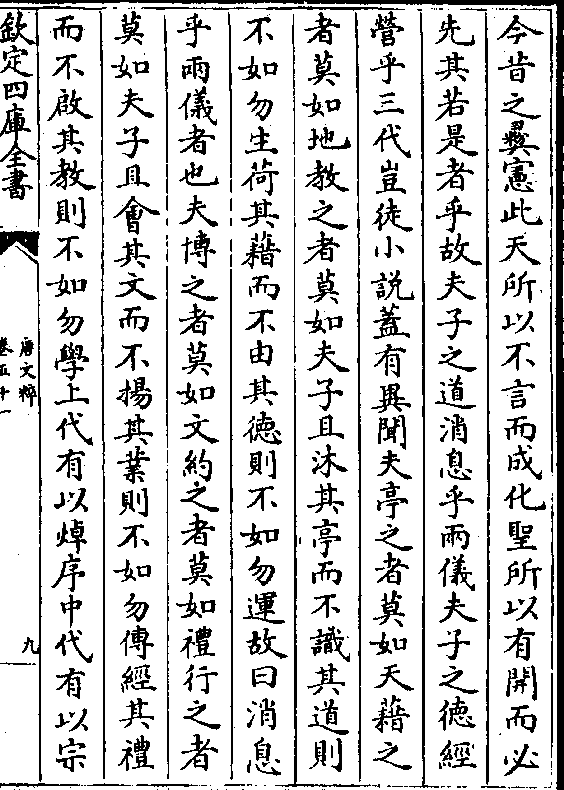 今昔之彛憲此天所以不言而成化聖所以有開而必
先其若是者乎故夫子之道消息乎兩儀夫子之德經
營乎三代豈徒小説蓋有異聞夫亭之者莫如天藉之
者莫如地教之者莫如夫子且沐其亭而不識其道則
不如勿生荷其藉而不由其德則不如勿運故曰消息
乎兩儀者也夫博之者莫如文約之者莫如禮行之者
莫如夫子且會其文而不揚其業則不如勿傳經其禮
而不啟其教則不如勿學上代有以焯序中代有以宗
欽定四庫全書
唐文粹
卷五十一
九